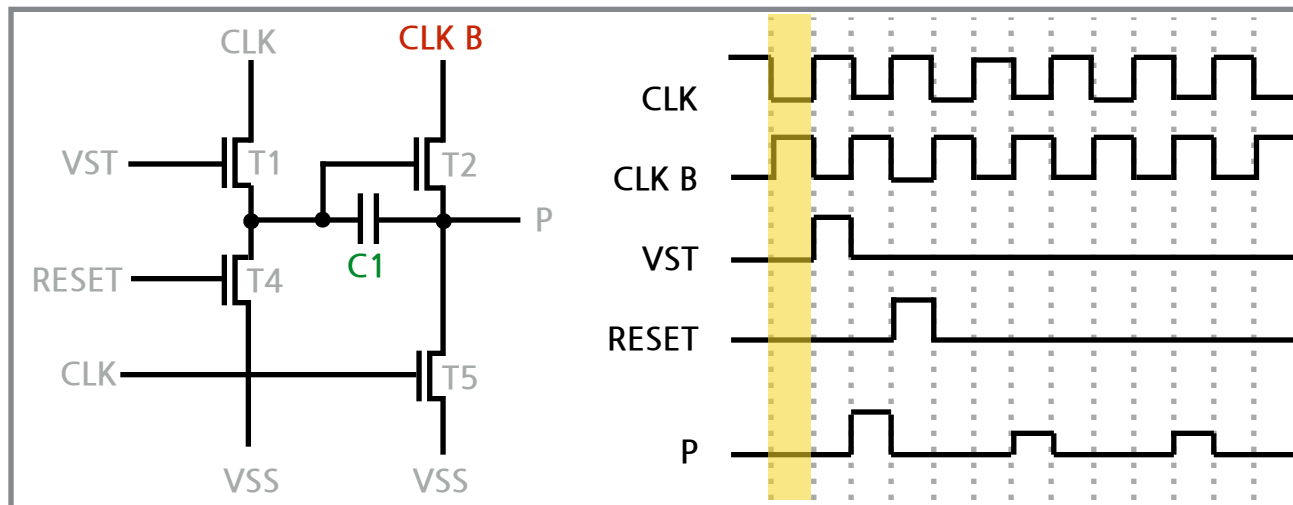 CLK
CLK B
VST
T1
T2
P
C1
RESET
T4
CLK
T5
VSS
VSS
CLK
CLK B
VST
RESET
P